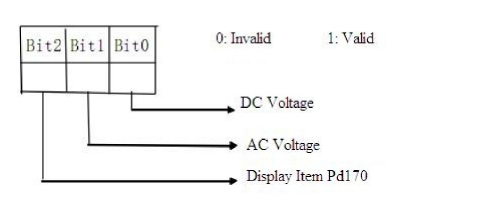 Bit2 Bit1 Bit0 0: Invalid 1: Valid
DC Voltage
AC Voltage
Display Item Pd170